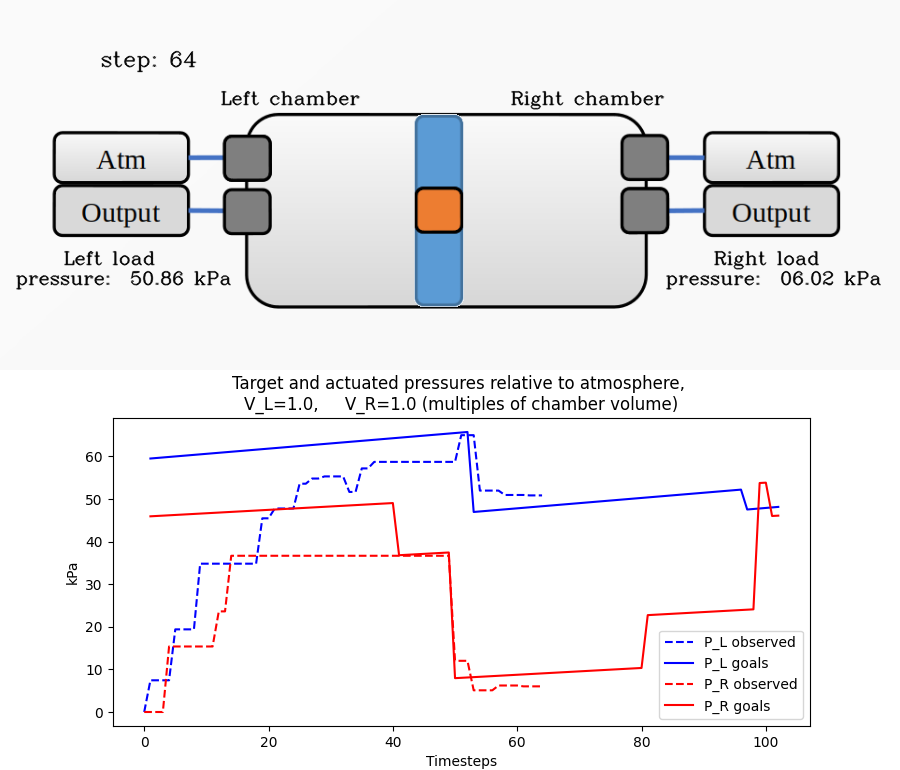 step: 64
Left chamber
Right chamber
Atm
Atm
Output
Output
Left load
pressure: 50.86 kPa
Right load
pressure: 06.02 kPa
Target and actuated pressures relative to atmosphere,
V_L=1.0, V_R=1.0 (multiples of chamber volume)
kPa
60
50
40
30
20
10
0
P_L observed
P_L goals
P_R observed
P_R goals
0 20 40 60 80 100
Timesteps